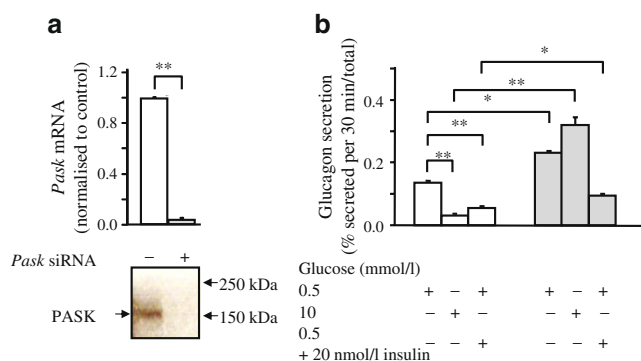 a
b
**
1.2
0.8
0.4
0.0
Pask mRNA
(normalised to control)
Pask siRNA – +
PASK
250 kDa
150 kDa
*
**
*
**
**
0.4
0.2
0.0
Glucagon secretion
(% secreted per 30 min/total)
Glucose (mmol/l)
0.5 + – + + – +
10 – + – – + –
0.5
+ 20 nmol/l insulin – – + – – +